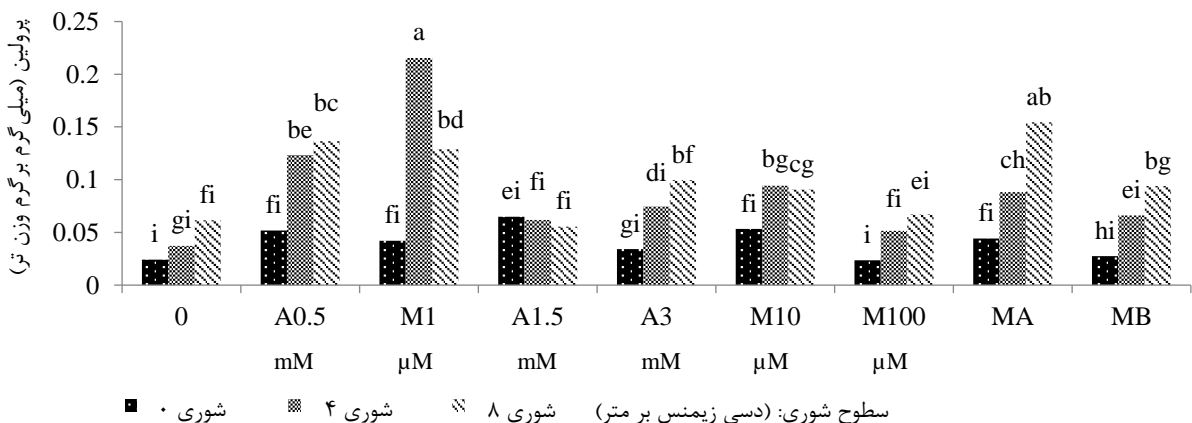 پرولین (میلی گرم بر گرم وزن تر)
0.25
0.2
0.15
0.1
0.05
0
i gi fi
fi be bc
fi a bd
ei fi fi
gi di bf
fi bg cg
i fi ei
fi ch ab
hi ei bg
0 A0.5 M1 A1.5 A3 M10 M100 MA MB
mM µM mM mM µM µM
شوری ۰ شوری ۴ شوری ۸ سطوح شوری: (دسی زیمنس بر متر)